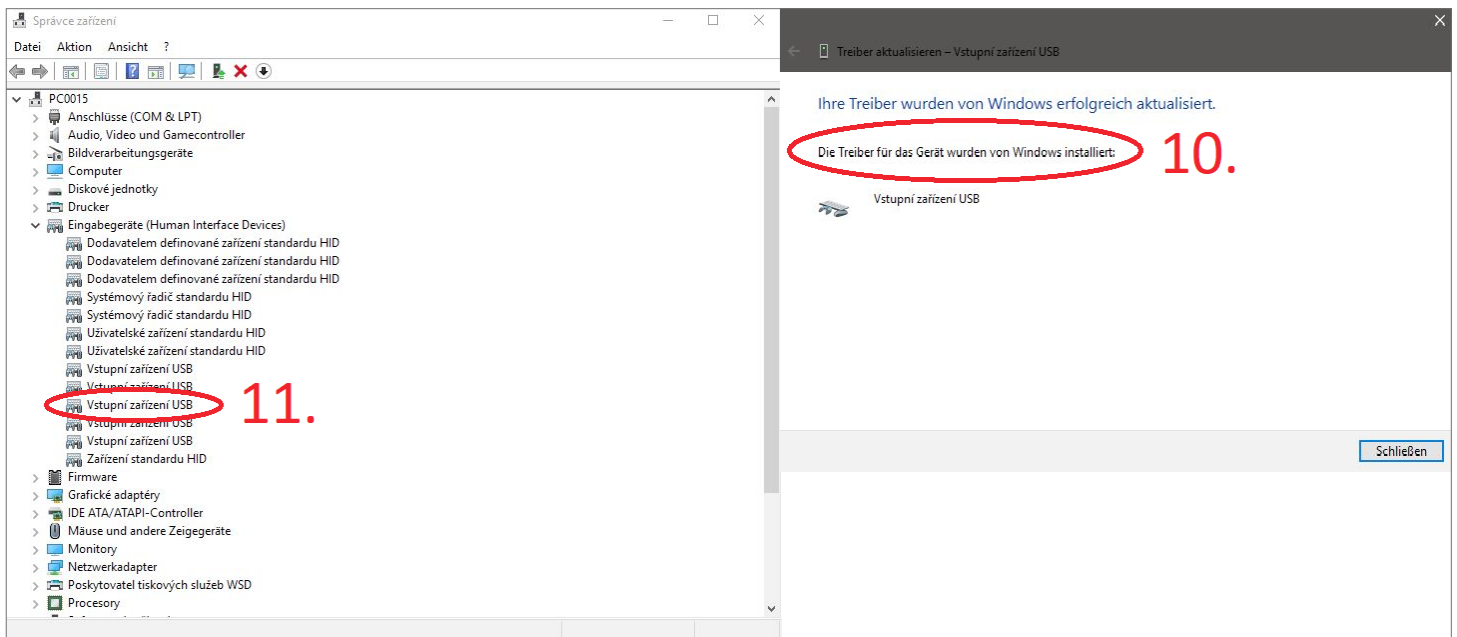 Správce zařízení
Datei Aktion Ansicht ?
PC0015
Anschlüsse (COM & LPT)
Audio, Video und Gamecontroller
Bildverarbeitungsgeräte
Computer
Diskové jednotky
Drucker
Eingabegeräte (Human Interface Devices)
Dodavatelem definované zařízení standardu HID
Dodavatelem definované zařízení standardu HID
Dodavatelem definované zařízení standardu HID
Systémový řadič standardu HID
Systémový řadič standardu HID
Uživatelské zařízení standardu HID
Uživatelské zařízení standardu HID
Vstupní zařízení USB
Vstupní zařízení USB
Vstupní zařízení USB
11.
Vstupní zařízení USB
Vstupní zařízení USB
Zařízení standardu HID
Firmware
Grafické adaptéry
IDE ATA/ATAPI-Controller
Mäuse und andere Zeigegeräte
Monitory
Netzwerkadapter
Poskytovatel tiskových služeb WSD
Procesory
Treiber aktualisieren – Vstupní zařízení USB
Ihre Treiber wurden von Windows erfolgreich aktualisiert.
Die Treiber für das Gerät wurden von Windows installiert:
10.
Vstupní zařízení USB
Schließen